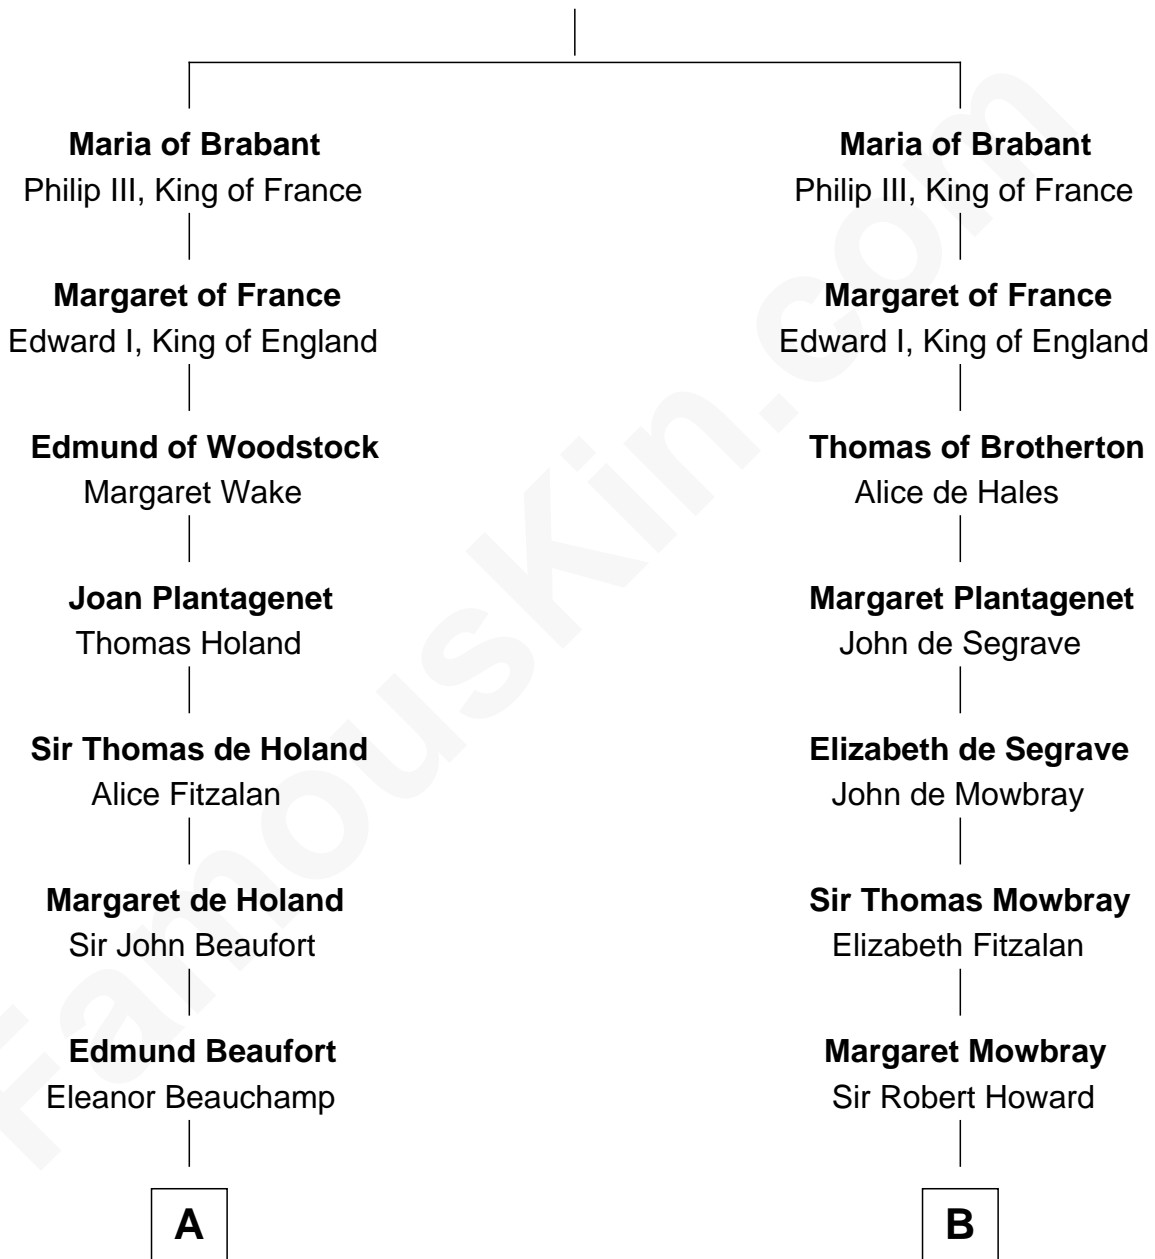 Maria of Brabant
Philip III, King of France
Margaret of France
Edward I, King of England
Edmund of Woodstock
Margaret Wake
Joan Plantagenet
Thomas Holand
Sir Thomas de Holand
Alice Fitzalan
Margaret de Holand
Sir John Beaufort
Edmund Beaufort
Eleanor Beauchamp
A
Maria of Brabant
Philip III, King of France
Margaret of France
Edward I, King of England
Thomas of Brotherton
Alice de Hales
Margaret Plantagenet
John de Segrave
Elizabeth de Segrave
John de Mowbray
Sir Thomas Mowbray
Elizabeth Fitzalan
Margaret Mowbray
Sir Robert Howard
B
FamousKin.com